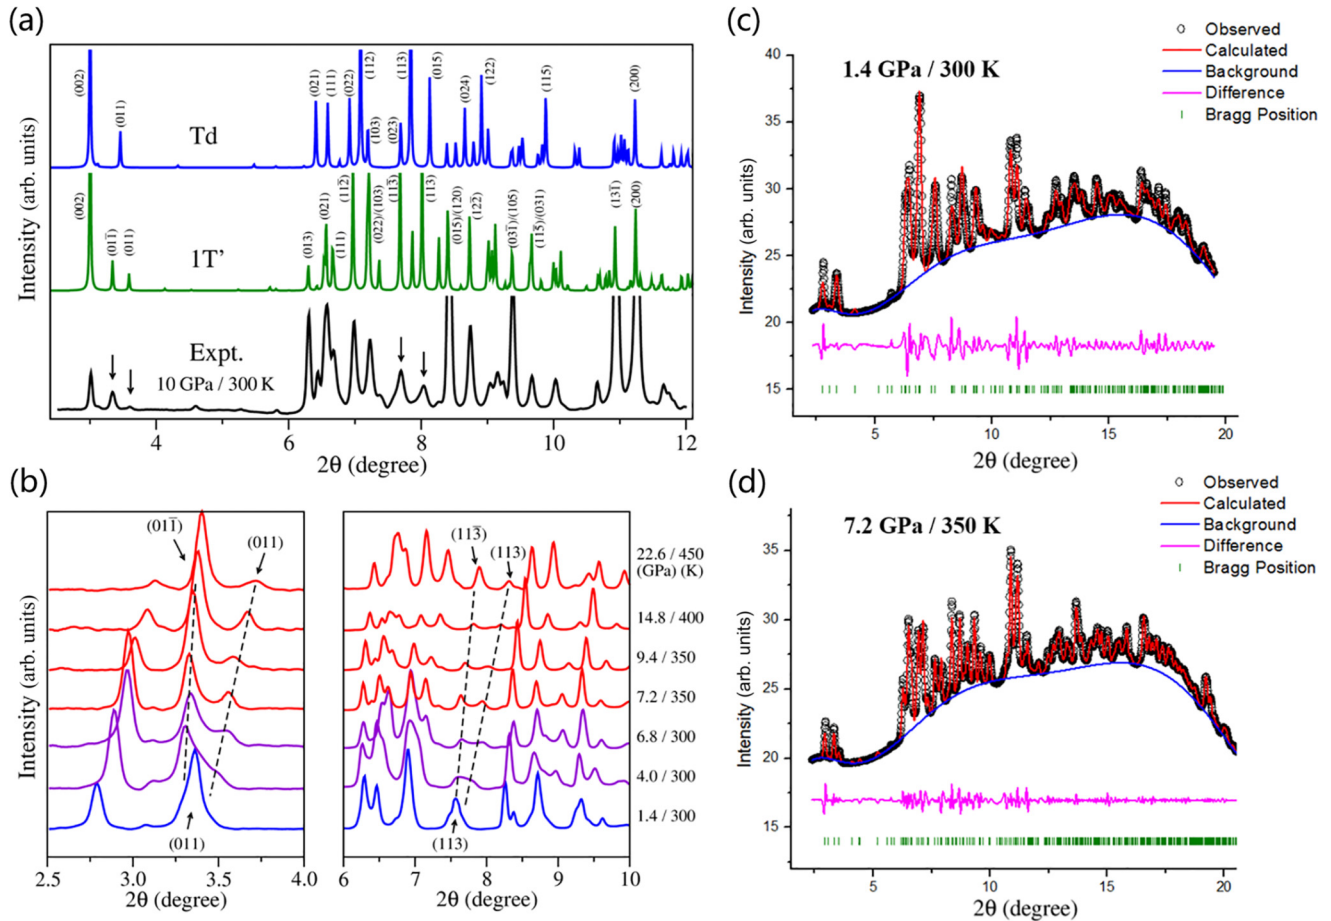 (a)
Intensity (arb. units)
Intensity (arb. units)
(002)
(011)
Td
(021)
(111)
(022)
(112)
(103)
(023)
(113)
(015)
(024)
(122)
(115)
(200)
(002)
(011̅)
(011)
1T'
(013)
(021)
(111)
(112̅)
(022̅)/(103)
(113̅)
(113)
(015)/(120)
(122̅)
(031̅)/(105)
(115)/(031)
(131̅)
(200)
Expt.
10 GPa / 300 K
4
6
8
10
12
2θ (degree)
(b)
Intensity (arb. units)
(011̅)
(011)
(011)
2.5
3.0
3.5
4.0
2θ (degree)
(113̅)
(113)
(113)
22.6 / 450
(GPa) (K)
14.8 / 400
9.4 / 350
7.2 / 350
6.8 / 300
4.0 / 300
1.4 / 300
6
7
8
9
10
2θ (degree)
(c)
Observed
Calculated
Background
Difference
Bragg Position
1.4 GPa / 300 K
Intensity (arb. units)
40
35
30
25
20
15
5
10
15
20
2θ (degree)
(d)
Observed
Calculated
Background
Difference
Bragg Position
7.2 GPa / 350 K
Intensity (arb. units)
35
30
25
20
15
5
10
15
20
2θ (degree)